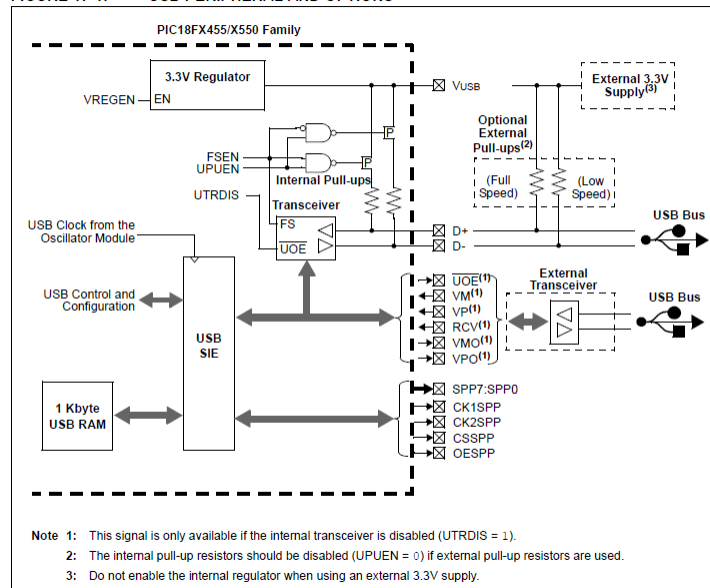 PIC18FX455/X550 Family
3.3V Regulator
VREGEN
EN
VUSB
External 3.3V
Supply(3)
Optional
External
Pull-ups(2)
FSEN
UPUEN
P
P
Internal Pull-ups
(Full
Speed)
(Low
Speed)
UTRDIS
Transceiver
FS
UOE
D+
D-
USB Bus
USB Clock from the
Oscillator Module
USB Control and
Configuration
USB
SIE
UOE(1)
VM(1)
VP(1)
RCV(1)
VMO(1)
VPO(1)
External
Transceiver
USB Bus
1 Kbyte
USB RAM
SPP7:SPP0
CK1SPP
CK2SPP
CSSPP
OESPP
Note 1: This signal is only available if the internal transceiver is disabled (UTRDIS = 1).
2: The internal pull-up resistors should be disabled (UPUEN = 0) if external pull-up resistors are used.
3: Do not enable the internal regulator when using an external 3.3V supply.